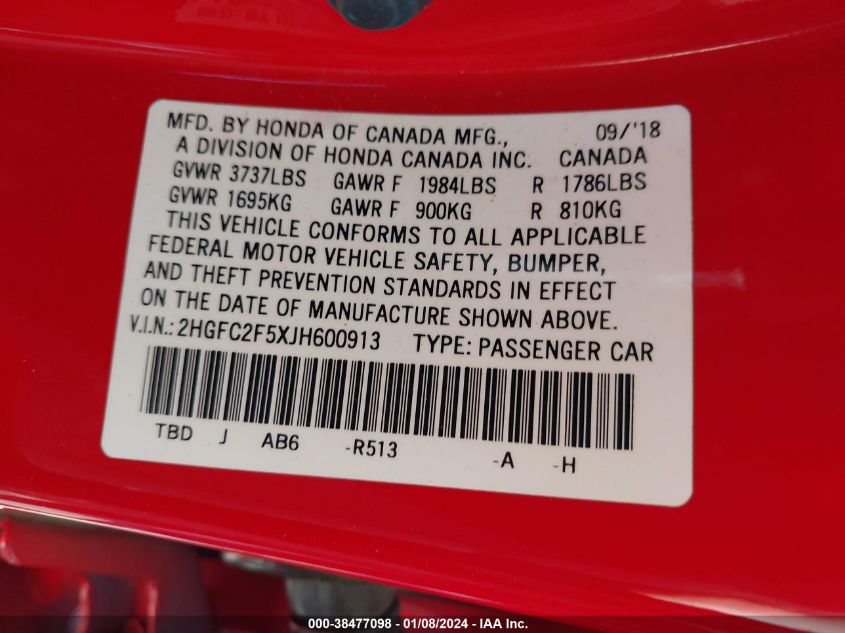 MFD. BY HONDA OF CANADA MFG., 09/'18
A DIVISION OF HONDA CANADA INC. CANADA
GVWR 3737LBS GAWR F 1984LBS R 1786LBS
GVWR 1695KG GAWR F 900KG R 810KG
THIS VEHICLE CONFORMS TO ALL APPLICABLE
FEDERAL MOTOR VEHICLE SAFETY, BUMPER,
AND THEFT PREVENTION STANDARDS IN EFFECT
ON THE DATE OF MANUFACTURE SHOWN ABOVE.
V.I.N.: 2HGFC2F5XJH600913 TYPE: PASSENGER CAR
TBD J AB6 -R513 -A -H
000-38477098 - 01/08/2024 - IAA Inc.